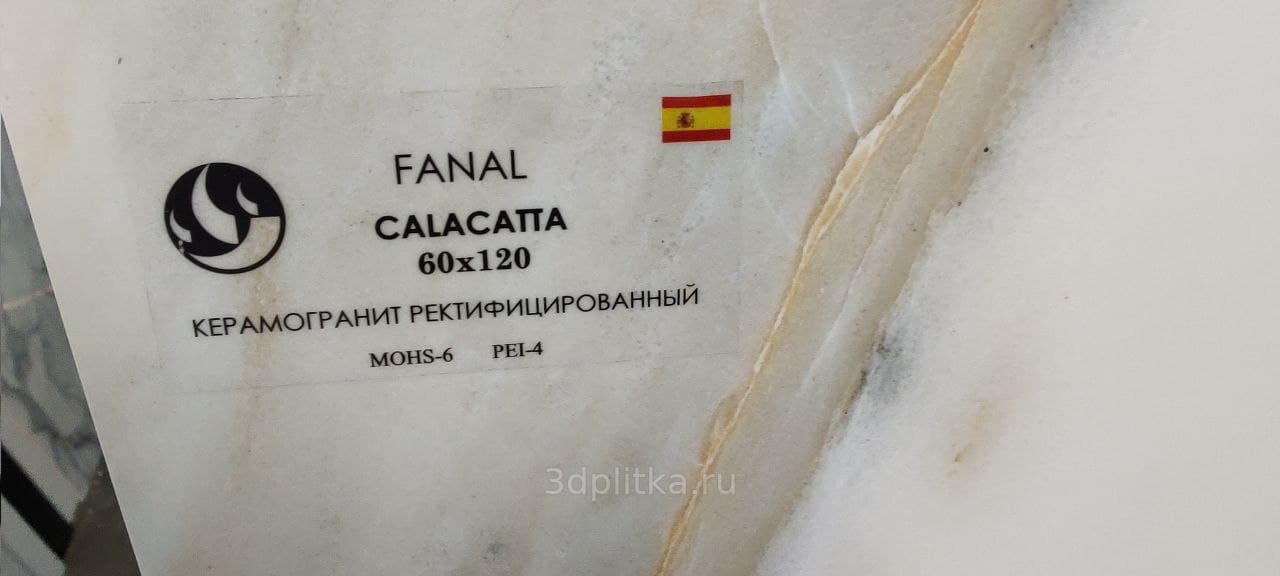 FANAL
CALACATTA
60x120
КЕРАМОГРАНИТ РЕКТИФИЦИРОВАННЫЙ
MOHS-6 PEI-4
3dplitka.ru